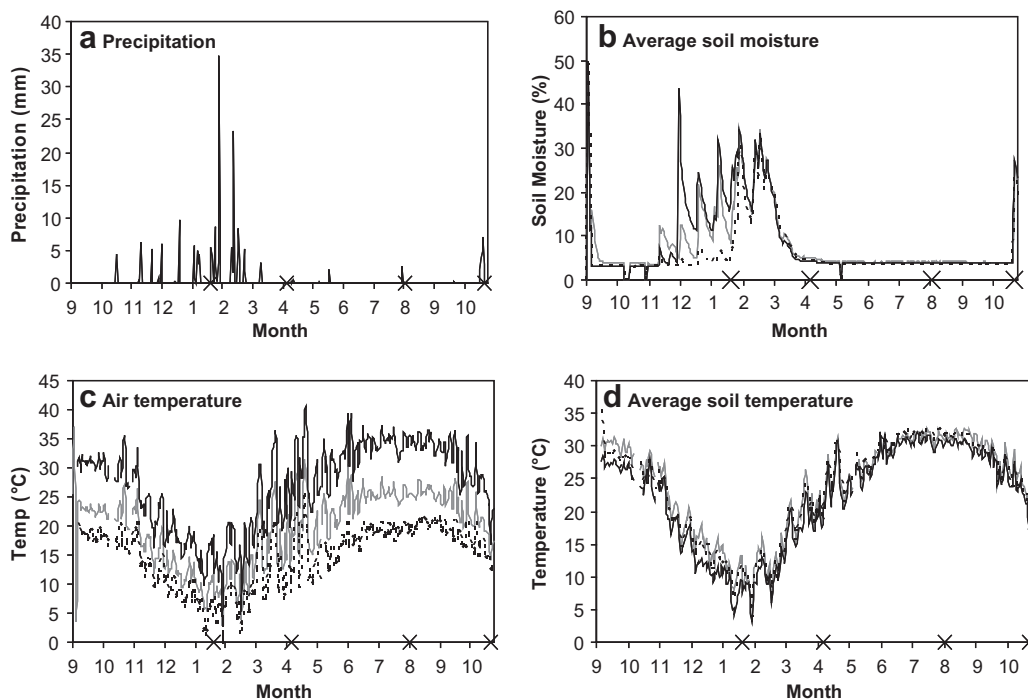 a Precipitation
Precipitation (mm)
40
35
30
25
20
15
10
5
0
9 10 11 12 1 2 3 4 5 6 7 8 9 10
Month
b Average soil moisture
Soil Moisture (%)
60
50
40
30
20
10
0
9 10 11 12 1 2 3 4 5 6 7 8 9 10
Month
c Air temperature
Temp (°C)
45
40
35
30
25
20
15
10
5
0
9 10 11 12 1 2 3 4 5 6 7 8 9 10
Month
d Average soil temperature
Temperature (°C)
40
35
30
25
20
15
10
5
0
9 10 11 12 1 2 3 4 5 6 7 8 9 10
Month